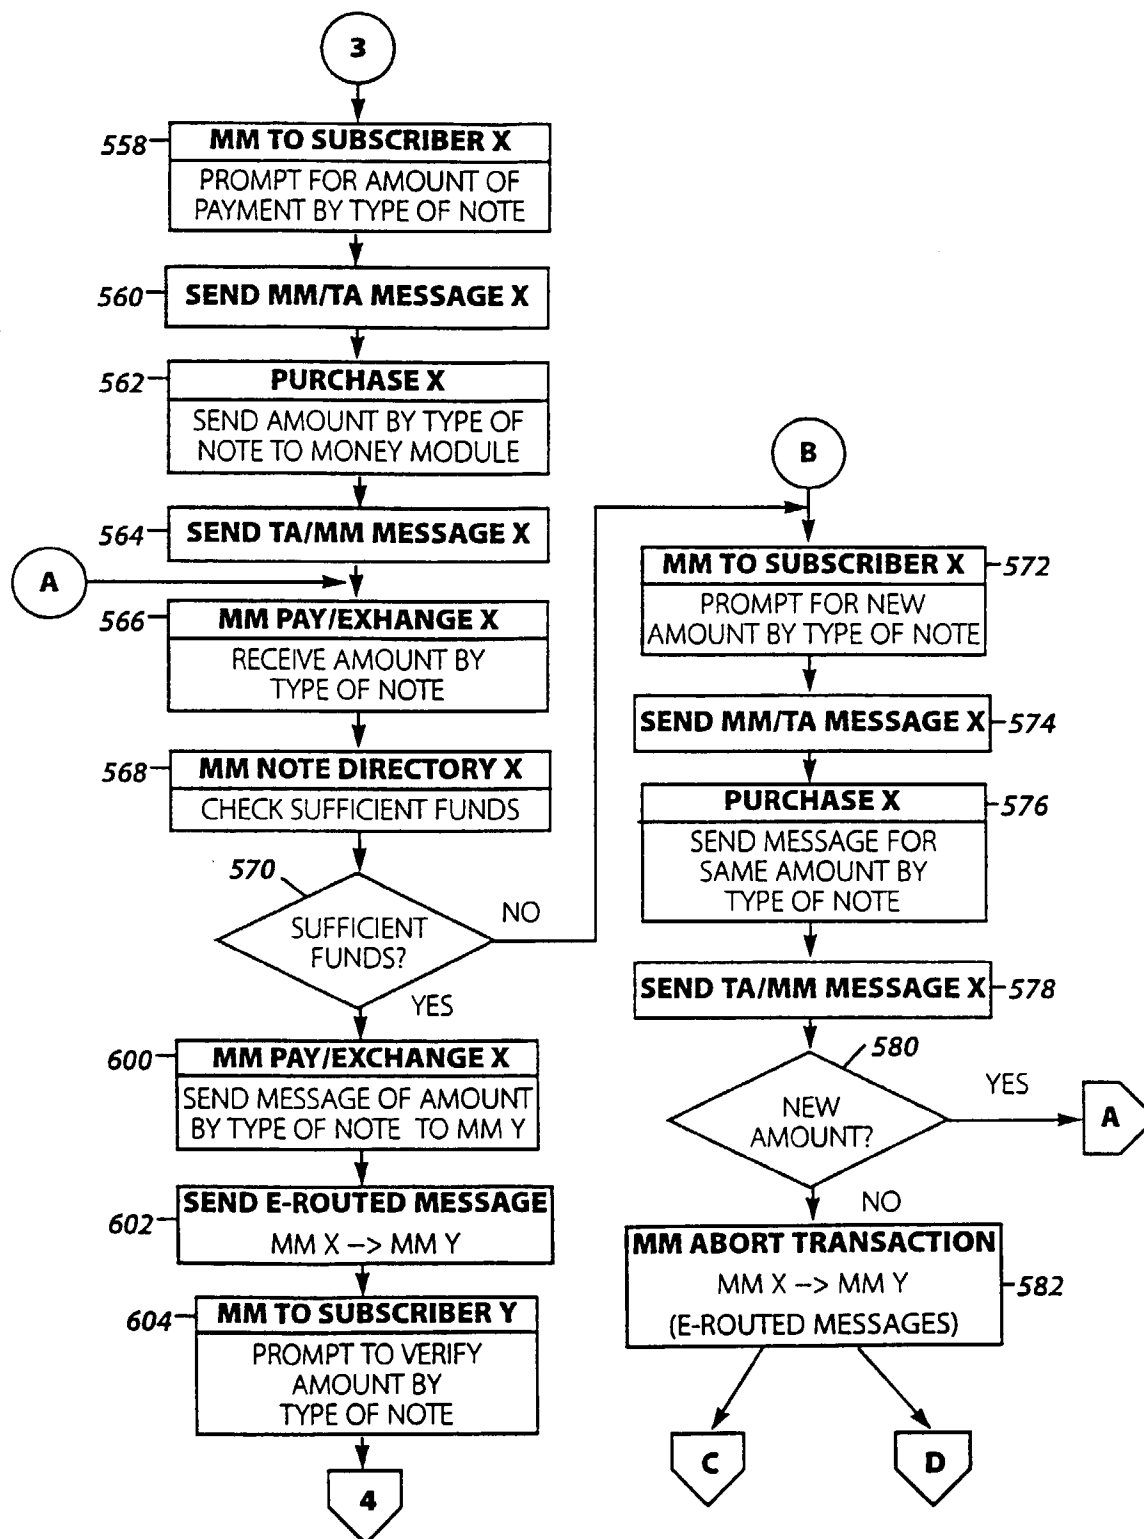 3
558
MM TO SUBSCRIBER X
PROMPT FOR AMOUNT OF
PAYMENT BY TYPE OF NOTE
560
SEND MM/TA MESSAGE X
562
PURCHASE X
SEND AMOUNT BY TYPE OF
NOTE TO MONEY MODULE
564
SEND TA/MM MESSAGE X
A
566
MM PAY/EXHANGE X
RECEIVE AMOUNT BY
TYPE OF NOTE
568
MM NOTE DIRECTORY X
CHECK SUFFICIENT FUNDS
570
SUFFICIENT
FUNDS?
NO
YES
600
MM PAY/EXCHANGE X
SEND MESSAGE OF AMOUNT
BY TYPE OF NOTE TO MM Y
602
SEND E-ROUTED MESSAGE
MM X –> MM Y
604
MM TO SUBSCRIBER Y
PROMPT TO VERIFY
AMOUNT BY
TYPE OF NOTE
4
B
MM TO SUBSCRIBER X
572
PROMPT FOR NEW
AMOUNT BY TYPE OF NOTE
SEND MM/TA MESSAGE X
574
PURCHASE X
576
SEND MESSAGE FOR
SAME AMOUNT BY
TYPE OF NOTE
SEND TA/MM MESSAGE X
578
580
NEW
AMOUNT?
YES
A
NO
MM ABORT TRANSACTION
MM X –> MM Y
(E-ROUTED MESSAGES)
582
C
D